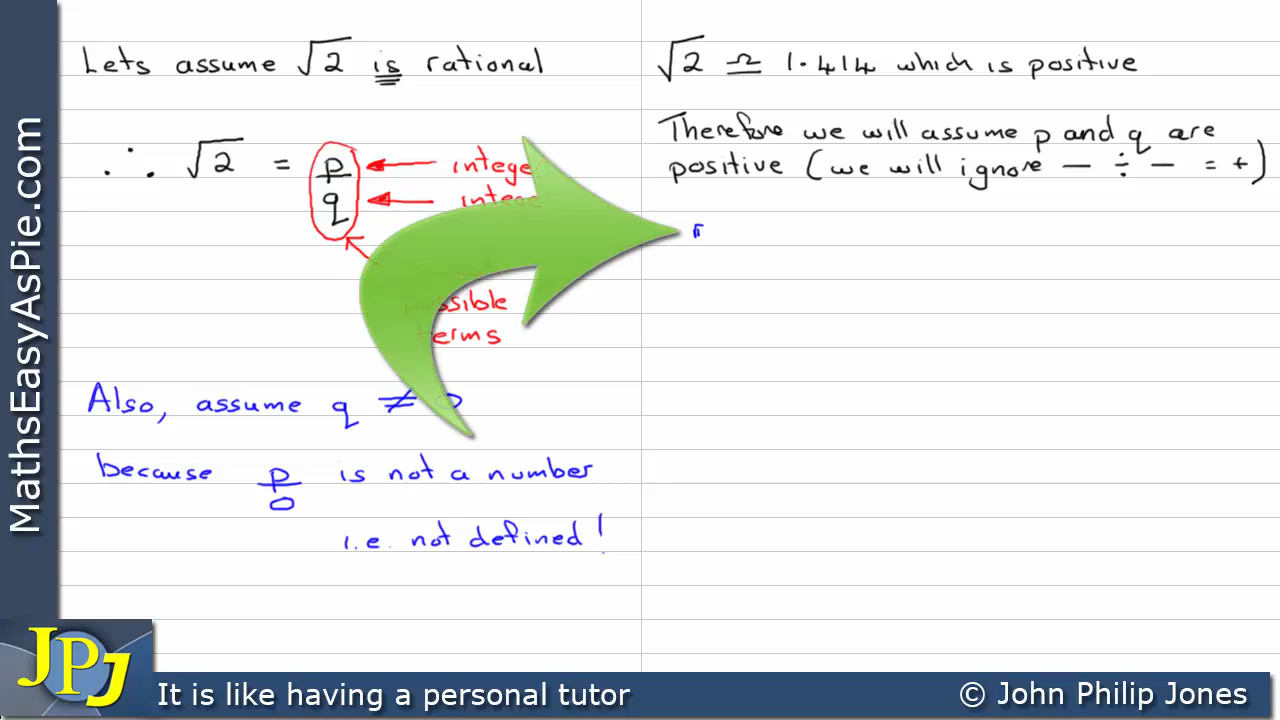 Lets assume √2 is rational
∴ √2 = p/q
intege
intege
possible
terms
Also, assume q ≠ 0
because p/0 is not a number
i.e. not defined!
√2 ≏ 1.414 which is positive
Therefore we will assume p and q are
positive (we will ignore — ÷ — = +)
MathsEasyAsPie.com
JPJ
It is like having a personal tutor
© John Philip Jones